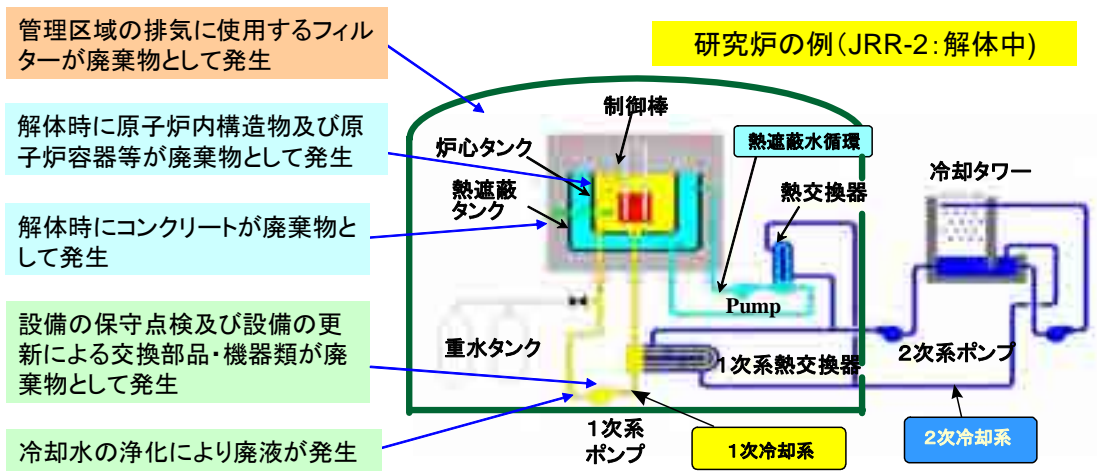 管理区域の排気に使用するフィル
ターが廃棄物として発生
研究炉の例(JRR-2:解体中)
解体時に原子炉内構造物及び原
子炉容器等が廃棄物として発生
制御棒
炉心タンク
熱遮蔽水循環
熱遮蔽
タンク
熱交換器
冷却タワー
解体時にコンクリートが廃棄物と
して発生
Pump
設備の保守点検及び設備の更
新による交換部品・機器類が廃
棄物として発生
重水タンク
1次系熱交換器
2次系ポンプ
冷却水の浄化により廃液が発生
1次系
ポンプ
1次冷却系
2次冷却系